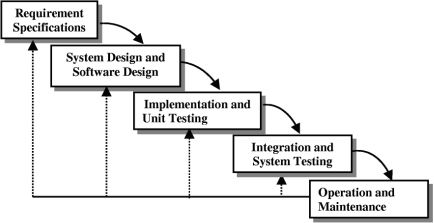 Requirement
Specifications
System Design and
Software Design
Implementation and
Unit Testing
Integration and
System Testing
Operation and
Maintenance